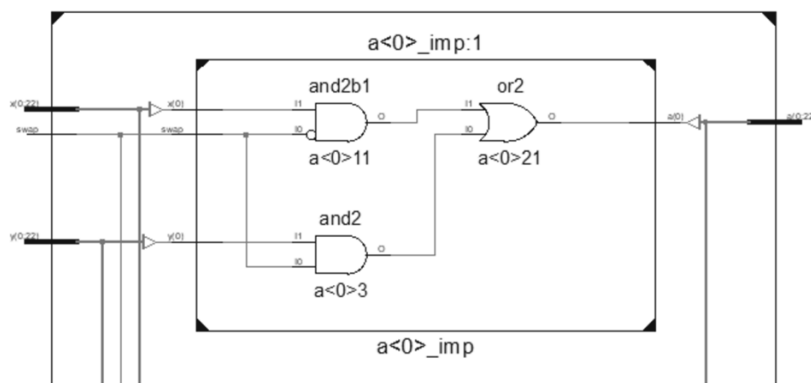 a<0>_imp:1
and2b1
or2
x(0:22)
x(0)
I1
O
I1
O
a(0)
a(0:22
swap
swap
I0
I0
a<0>11
a<0>21
and2
y(0:22)
y(0)
I1
O
I0
a<0>3
a<0>_imp